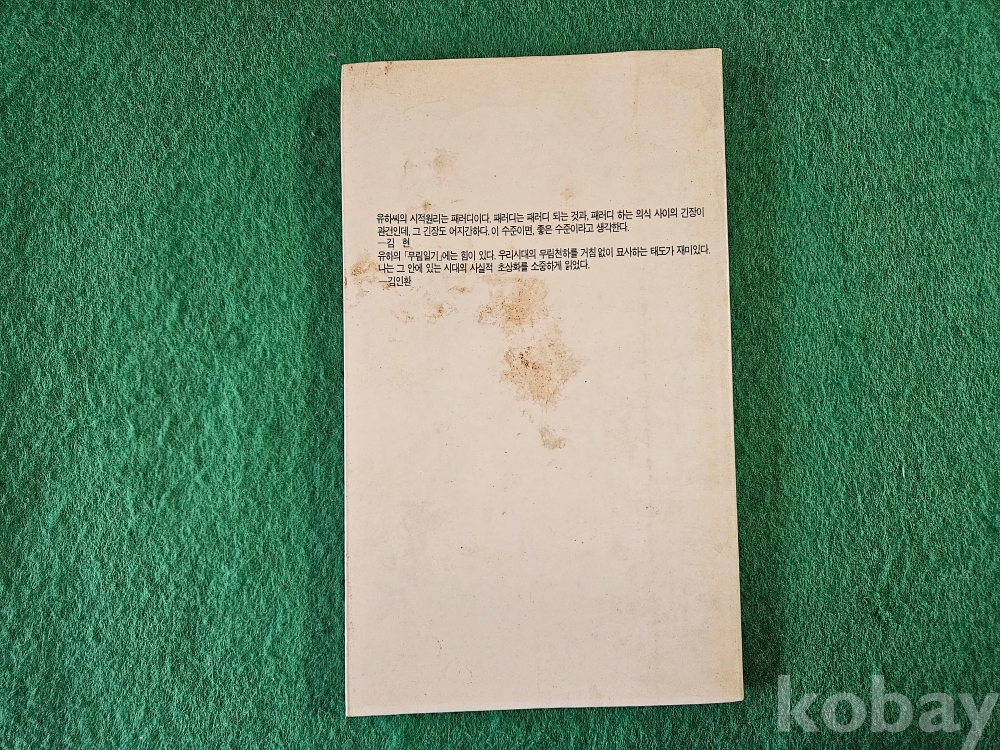 유하씨의 시적원리는 패러디이다. 패러디는 패러디 되는 것과, 패러디 하는 의식 사이의 긴장이
관건인데, 그 긴장도 어지간하다. 이 수준이면, 좋은 수준이라고 생각한다.
—김 현
유하의 「무림일기」에는 힘이 있다. 우리시대의 무림천하를 거침없이 묘사하는 태도가 재미있다.
나는 그 안에 있는 시대의 사실적 초상화를 소중하게 읽었다.
—김인환
kobay